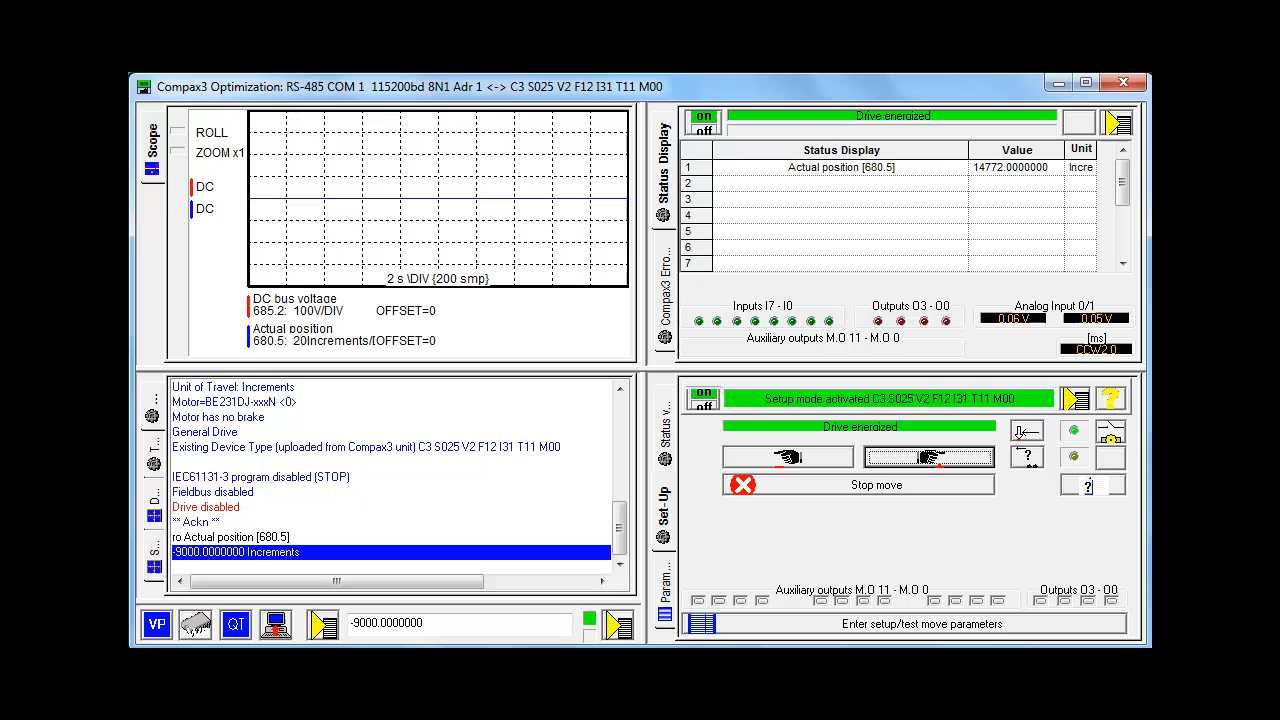 Compax3 Optimization: RS-485 COM 1 115200bd 8N1 Adr 1 <-> C3 S025 V2 F12 I31 T11 M00
Scope
ROLL
ZOOM x1
DC
DC
2 s \DIV {200 smp}
DC bus voltage
685.2: 100V/DIV OFFSET=0
Actual position
680.5: 20Increments/[OFFSET=0
Status Display
Compax3 Erro...
on
off
Drive energized
Status Display Value Unit
1 Actual position [680.5] 14772.0000000 Incre
2
3
4
5
6
7
Inputs I7 - I0 Outputs O3 - O0 Analog Input 0/1
0.06 V 0.05 V
Auxiliary outputs M.O 11 - M.O 0 [ms]
CCW2.0
...
T...
D...
S...
Unit of Travel: Increments
Motor=BE231DJ-xxxN <0>
Motor has no brake
General Drive
Existing Device Type (uploaded from Compax3 unit) C3 S025 V2 F12 I31 T11 M00
IEC61131-3 program disabled (STOP)
Fieldbus disabled
Drive disabled
** Ackn **
ro Actual position [680.5]
-9000.0000000 Increments
VP
QT
-9000.0000000
Status v...
Set-Up
Param...
on
off
Setup mode activated C3 S025 V2 F12 I31 T11 M00
?
Drive energized
?
Stop move
?
Auxiliary outputs M.O 11 - M.O 0 Outputs O3 - O0
Enter setup/test move parameters